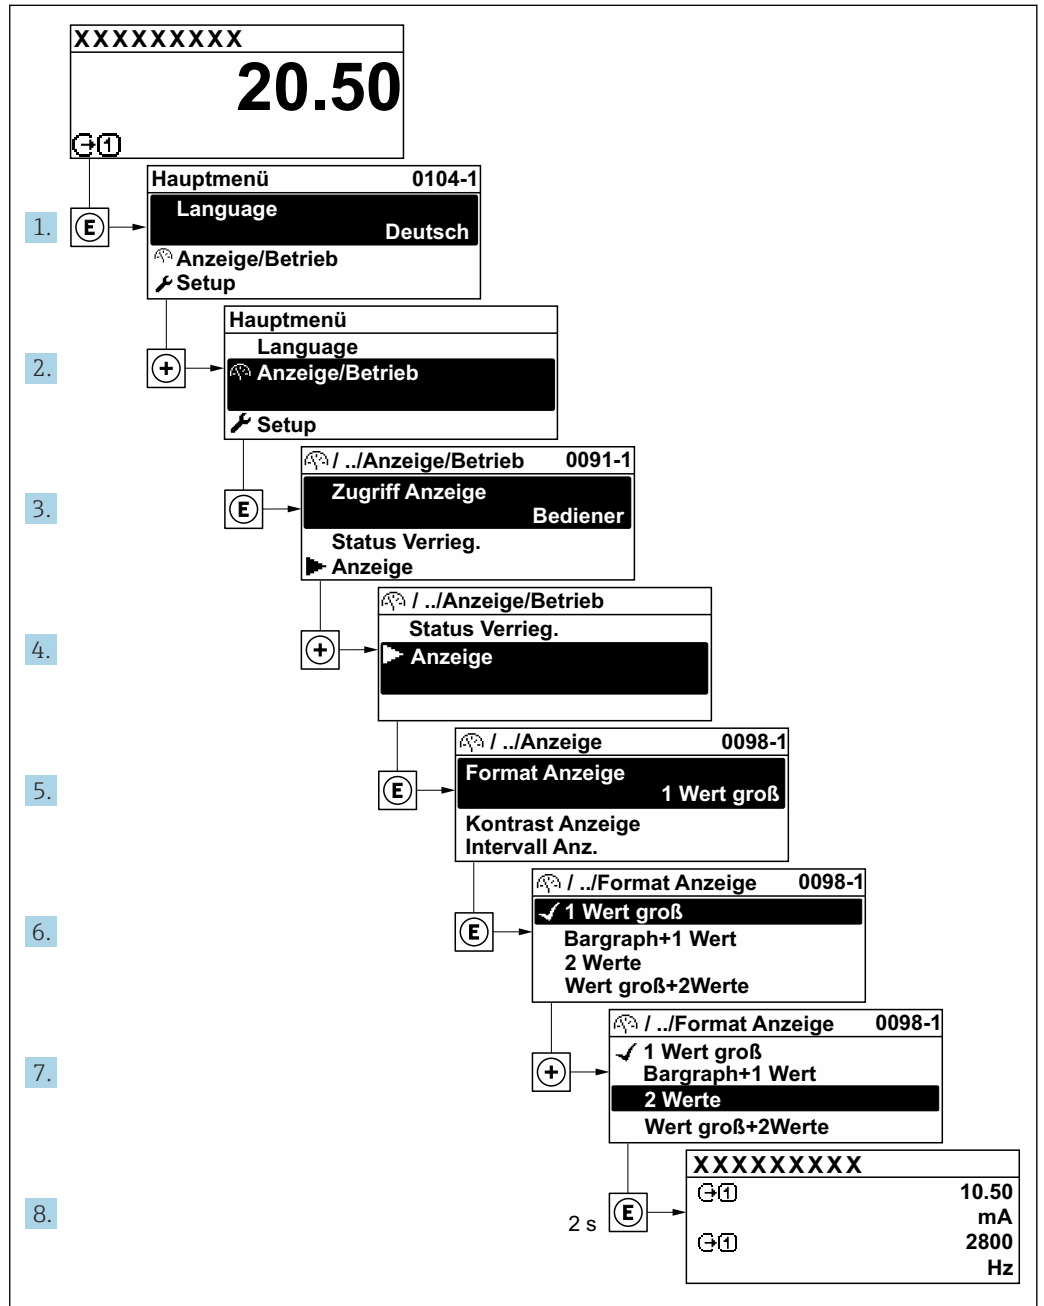 XXXXXXXXX
20.50
1
Hauptmenü 0104-1
1. E Language
Deutsch
Anzeige/Betrieb
Setup
Hauptmenü
Language
2. + Anzeige/Betrieb
Setup
/ ../Anzeige/Betrieb 0091-1
Zugriff Anzeige
3. E Bediener
Status Verrieg.
Anzeige
/ ../Anzeige/Betrieb
Status Verrieg.
4. + Anzeige
/ ../Anzeige 0098-1
Format Anzeige
5. E 1 Wert groß
Kontrast Anzeige
Intervall Anz.
/ ../Format Anzeige 0098-1
1 Wert groß
6. E Bargraph+1 Wert
2 Werte
Wert groß+2Werte
/ ../Format Anzeige 0098-1
1 Wert groß
7. + Bargraph+1 Wert
2 Werte
Wert groß+2Werte
XXXXXXXXX
1 10.50
8. 2 s E mA
1 2800
Hz